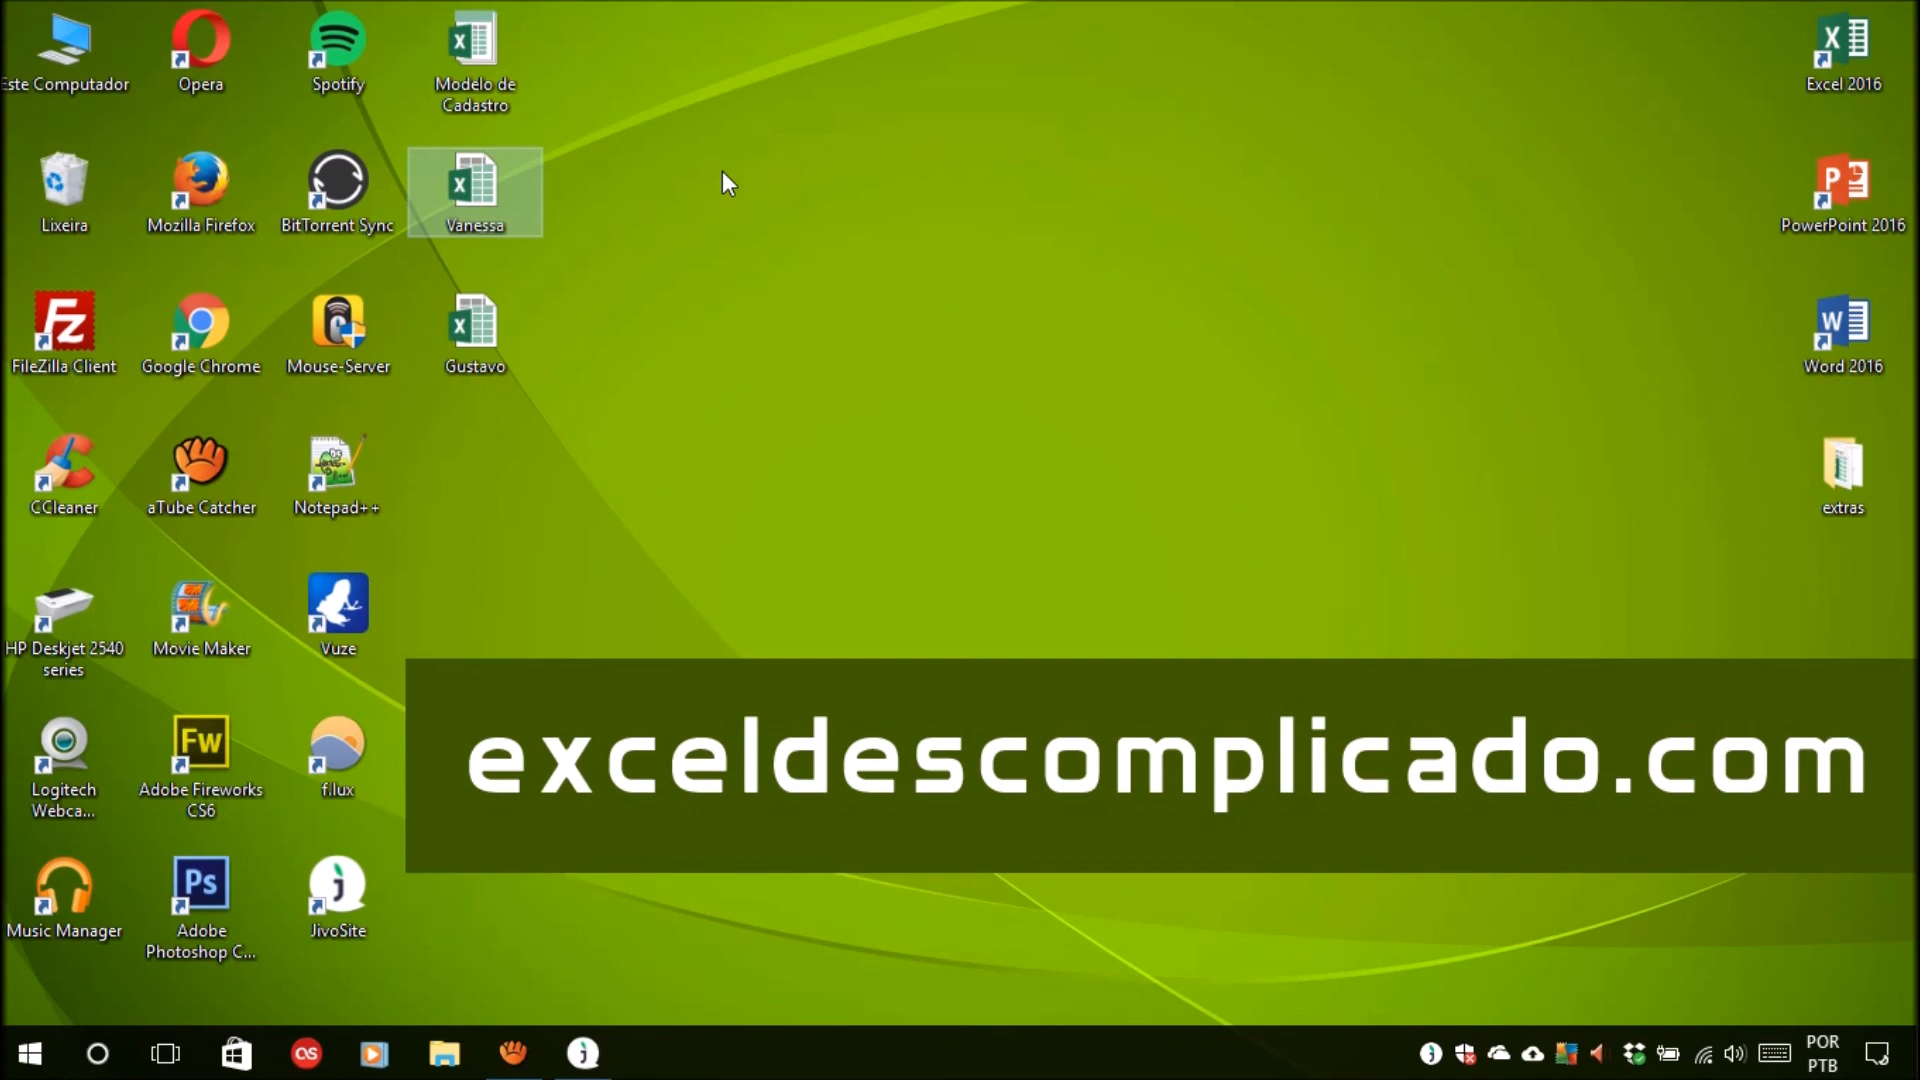 Este Computador
Opera
Spotify
Modelo de
Cadastro
Excel 2016
Lixeira
Mozilla Firefox
BitTorrent Sync
Vanessa
PowerPoint 2016
FileZilla Client
Google Chrome
Mouse-Server
Gustavo
Word 2016
CCleaner
aTube Catcher
Notepad++
extras
HP Deskjet 2540
series
Movie Maker
Vuze
exceldescomplicado.com
Logitech
Webca...
Adobe Fireworks
CS6
f.lux
Music Manager
Adobe
Photoshop C...
JivoSite
POR
PTB